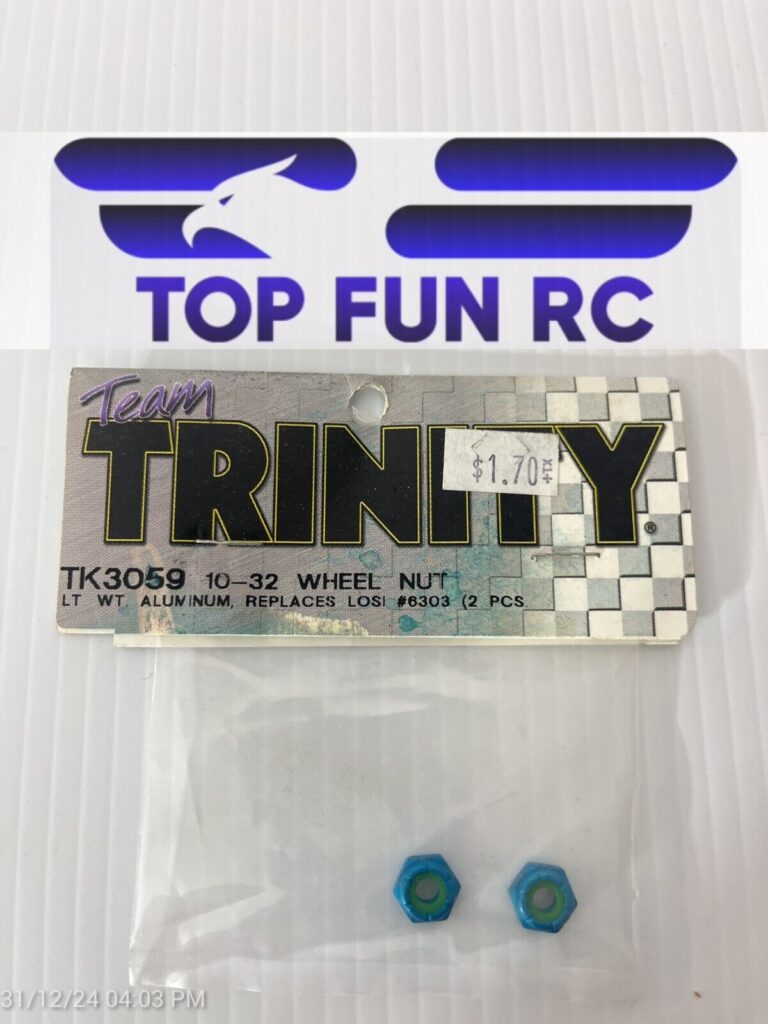 TOP FUN RC
Team
TRINITY®
$1.70+TX
TK3059 10-32 WHEEL NUT
LT WT. ALUMINUM, REPLACES LOSI #6303 (2 PCS
31/12/24 04:03 PM